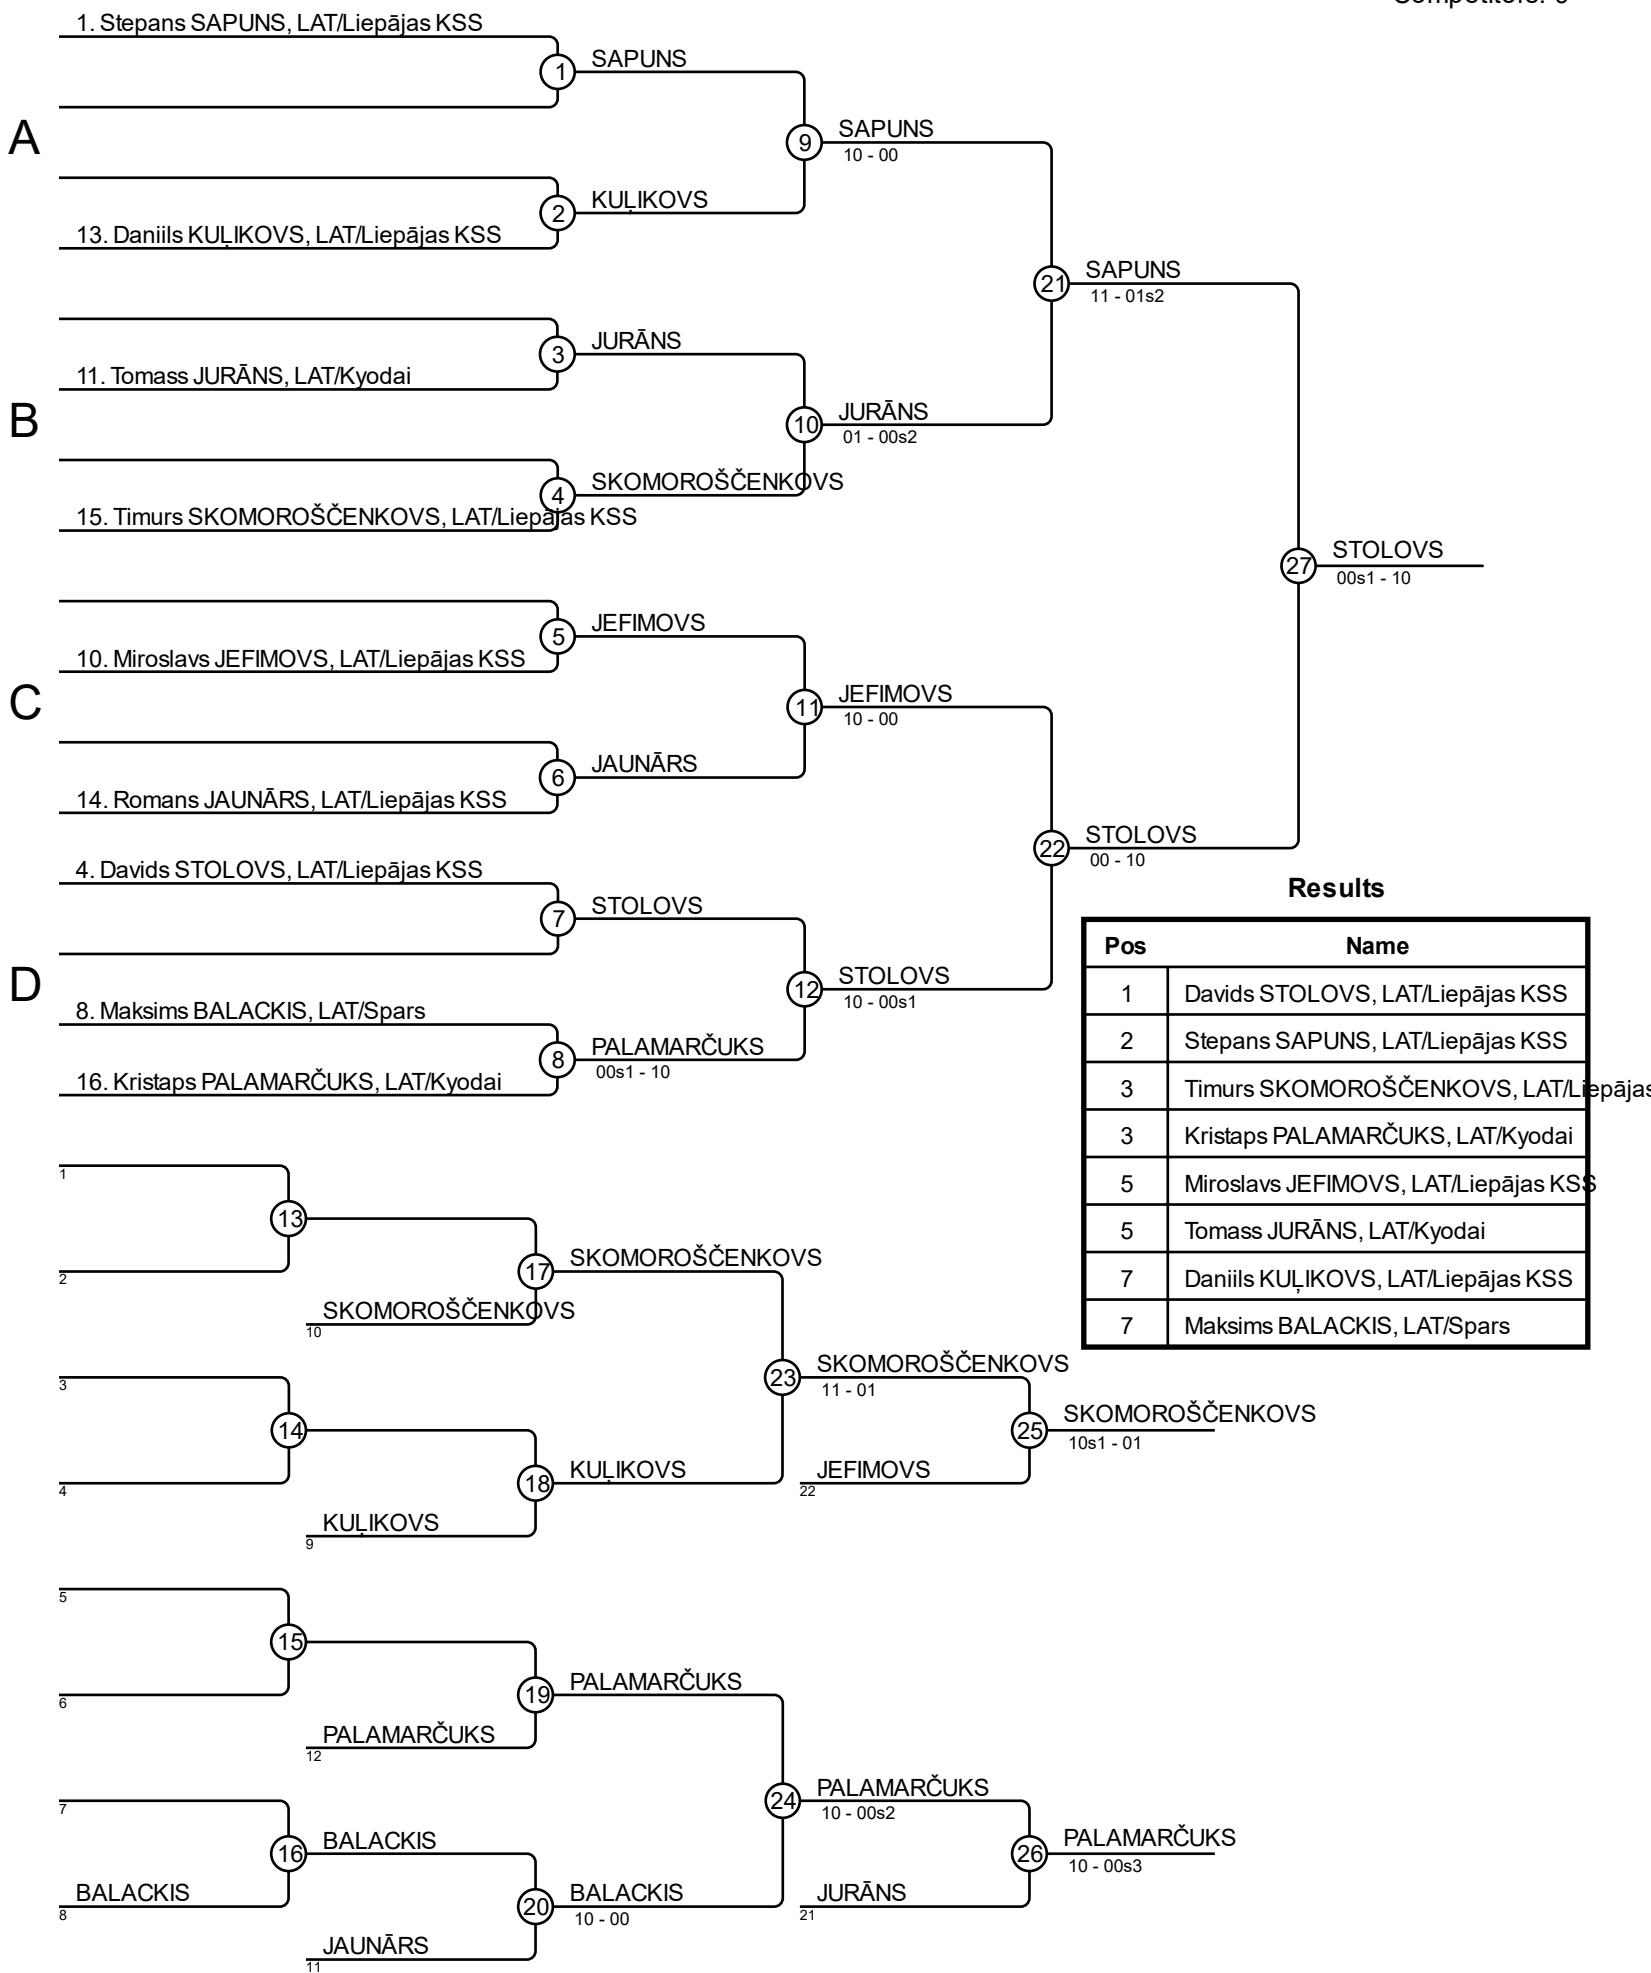 1. Stepans SAPUNS, LAT/Liepājas KSS
1
SAPUNS
A
9
SAPUNS
10 - 00
2
KUĻIKOVS
13. Daniils KUĻIKOVS, LAT/Liepājas KSS
21
SAPUNS
11 - 01s2
3
JURĀNS
11. Tomass JURĀNS, LAT/Kyodai
B
10
JURĀNS
01 - 00s2
4
SKOMOROŠČENKOVS
15. Timurs SKOMOROŠČENKOVS, LAT/Liepājas KSS
27
STOLOVS
00s1 - 10
5
JEFIMOVS
10. Miroslavs JEFIMOVS, LAT/Liepājas KSS
C
11
JEFIMOVS
10 - 00
6
JAUNĀRS
14. Romans JAUNĀRS, LAT/Liepājas KSS
22
STOLOVS
00 - 10
4. Davids STOLOVS, LAT/Liepājas KSS
7
STOLOVS
D
12
STOLOVS
10 - 00s1
8. Maksims BALACKIS, LAT/Spars
8
PALAMARČUKS
00s1 - 10
16. Kristaps PALAMARČUKS, LAT/Kyodai
Results
Pos Name
1 Davids STOLOVS, LAT/Liepājas KSS
2 Stepans SAPUNS, LAT/Liepājas KSS
3 Timurs SKOMOROŠČENKOVS, LAT/Liepājas
3 Kristaps PALAMARČUKS, LAT/Kyodai
5 Miroslavs JEFIMOVS, LAT/Liepājas KSS
5 Tomass JURĀNS, LAT/Kyodai
7 Daniils KUĻIKOVS, LAT/Liepājas KSS
7 Maksims BALACKIS, LAT/Spars
1
13
2
17
SKOMOROŠČENKOVS
SKOMOROŠČENKOVS
10
3
14
4
23
SKOMOROŠČENKOVS
11 - 01
18
KUĻIKOVS
KUĻIKOVS
9
25
SKOMOROŠČENKOVS
10s1 - 01
JEFIMOVS
22
5
15
6
19
PALAMARČUKS
PALAMARČUKS
12
7
16
BALACKIS
BALACKIS
8
24
PALAMARČUKS
10 - 00s2
20
BALACKIS
10 - 00
JAUNĀRS
11
26
PALAMARČUKS
10 - 00s3
JURĀNS
21